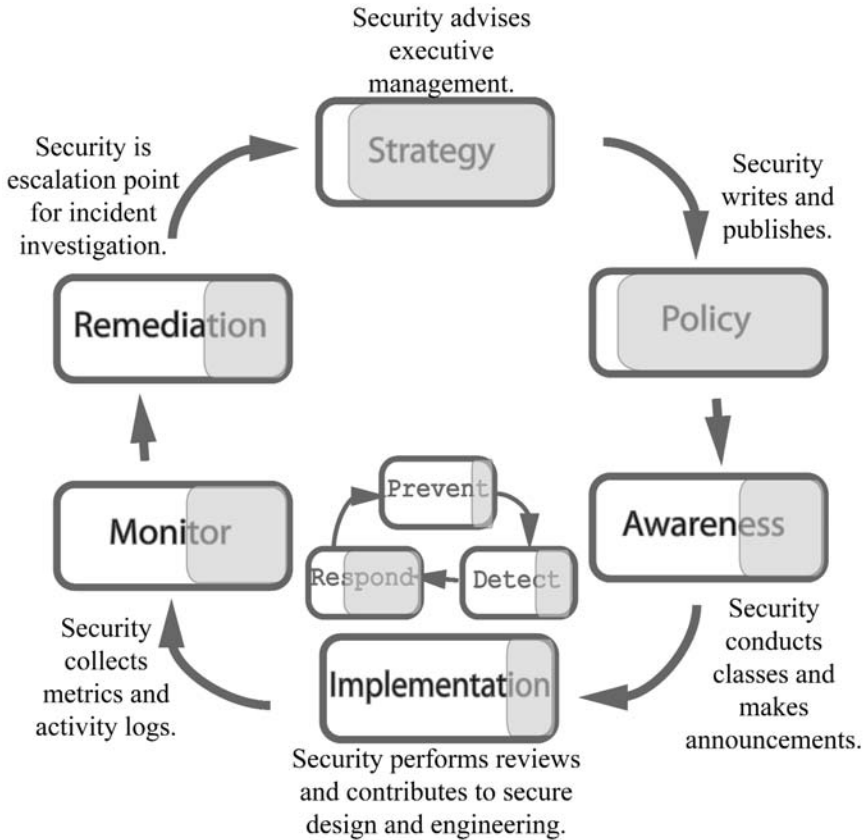 Security advises
executive
management.
Strategy
Security
writes and
publishes.
Policy
Awareness
Security
conducts
classes and
makes
announcements.
Implementation
Security performs reviews
and contributes to secure
design and engineering.
Prevent
Detect
Respond
Monitor
Security
collects
metrics and
activity logs.
Remediation
Security is
escalation point
for incident
investigation.